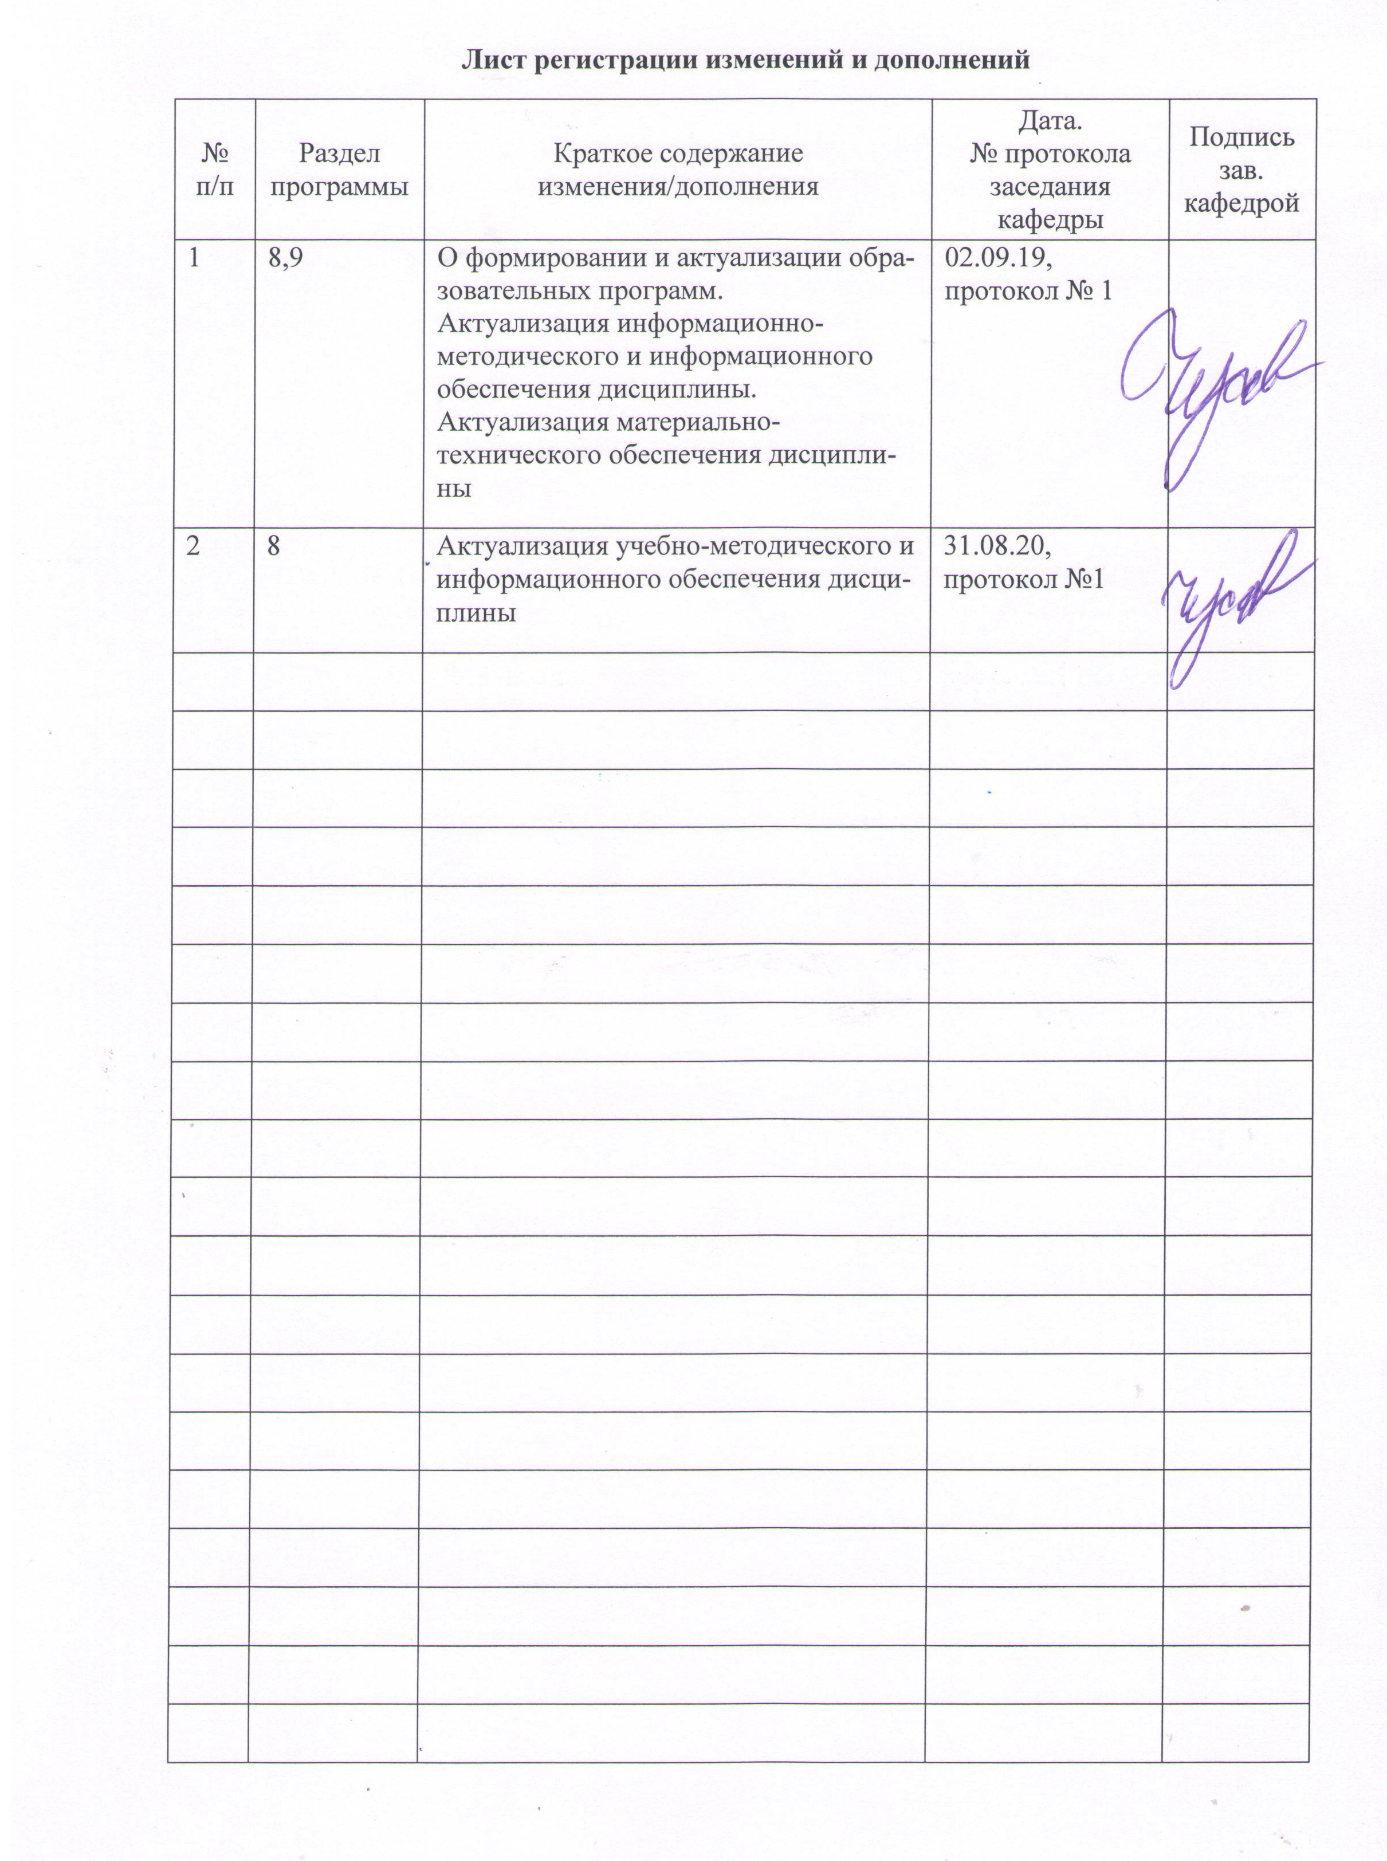 Лист регистрации изменений и дополнений
№
п/п
Раздел
программы
Краткое содержание
изменения/дополнения
Дата.
№ протокола
заседания
кафедры
Подпись
зав.
кафедрой
1
8,9
О формировании и актуализации обра-
зовательных программ.
Актуализация информационно-
методического и информационного
обеспечения дисциплины.
Актуализация материально-
технического обеспечения дисципли-
ны
02.09.19,
протокол № 1
2
8
Актуализация учебно-методического и
информационного обеспечения дисци-
плины
31.08.20,
протокол №1